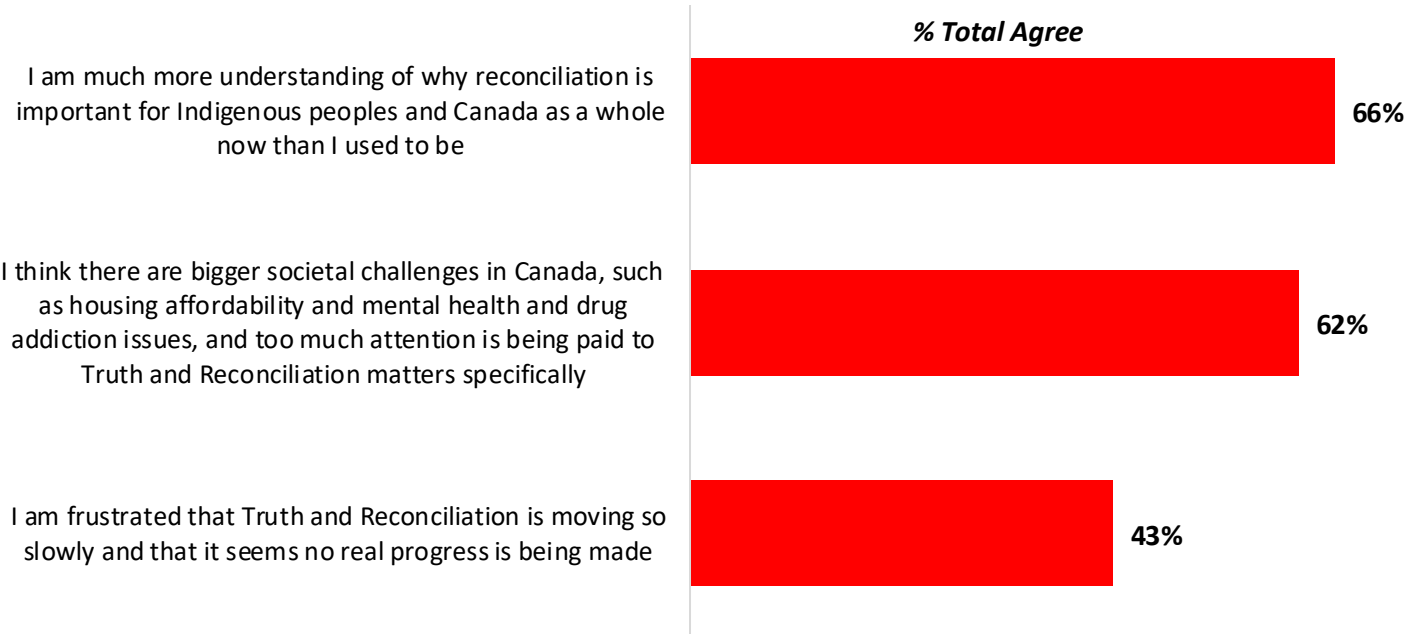 % Total Agree
I am much more understanding of why reconciliation is
important for Indigenous peoples and Canada as a whole
now than I used to be
66%
I think there are bigger societal challenges in Canada, such
as housing affordability and mental health and drug
addiction issues, and too much attention is being paid to
Truth and Reconciliation matters specifically
62%
I am frustrated that Truth and Reconciliation is moving so
slowly and that it seems no real progress is being made
43%